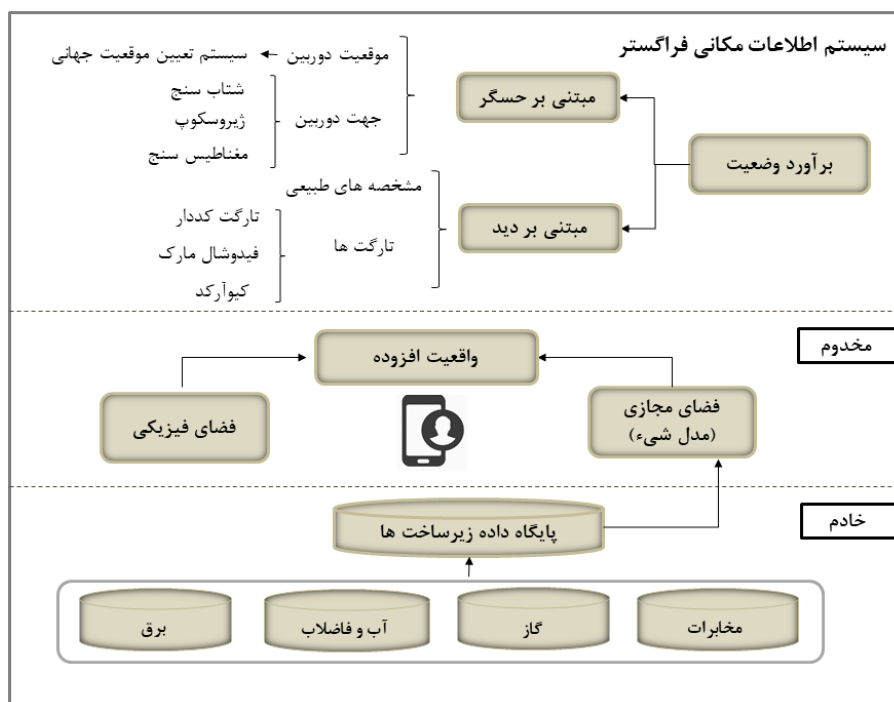 سیستم اطلاعات مکانی فراگستر
برآورد وضعیت
مبتنی بر حسگر
موقعیت دوربین
سیستم تعیین موقعیت جهانی
جهت دوربین
شتاب سنج
ژیروسکوپ
مغناطیس سنج
مبتنی بر دید
مشخصه های طبیعی
تارگت ها
تارگت کددار
فیدوشال مارک
کیوآرکد
مخدوم
واقعیت افزوده
فضای مجازی
(مدل شیء)
فضای فیزیکی
خادم
پایگاه داده زیرساخت ها
مخابرات
گاز
آب و فاضلاب
برق